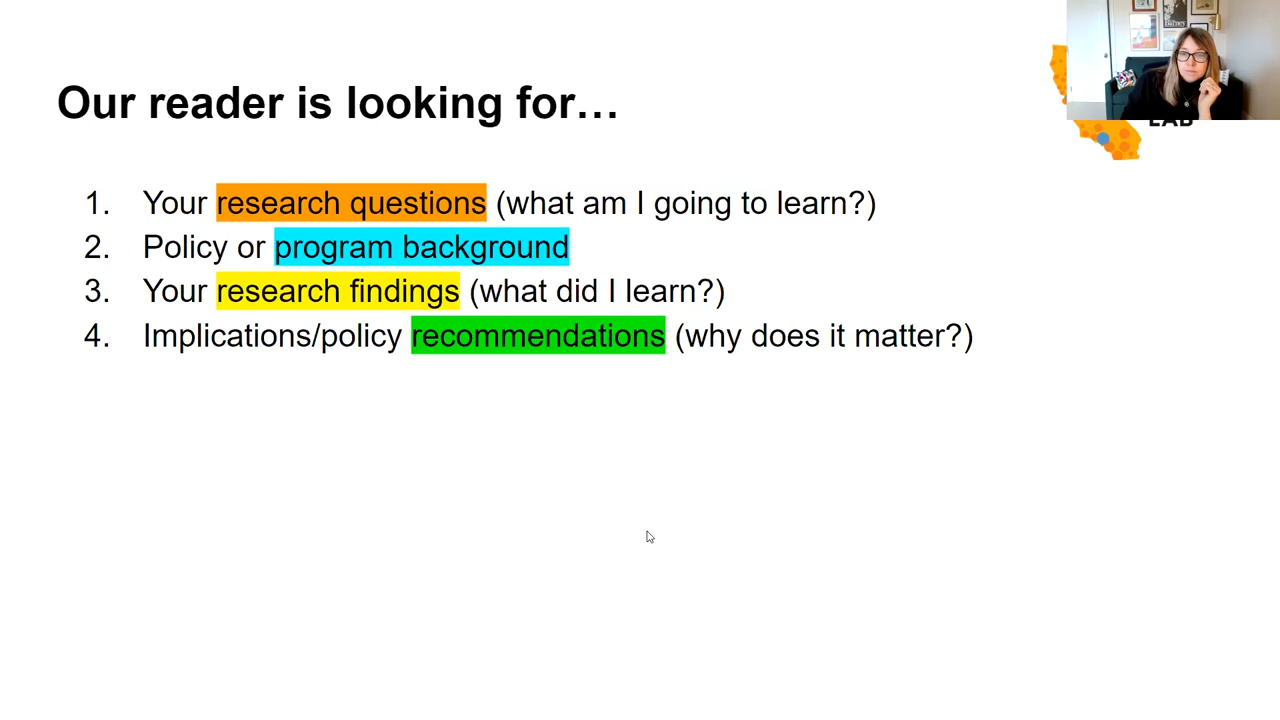 Our reader is looking for…
1. Your research questions (what am I going to learn?)
2. Policy or program background
3. Your research findings (what did I learn?)
4. Implications/policy recommendations (why does it matter?)
LAB